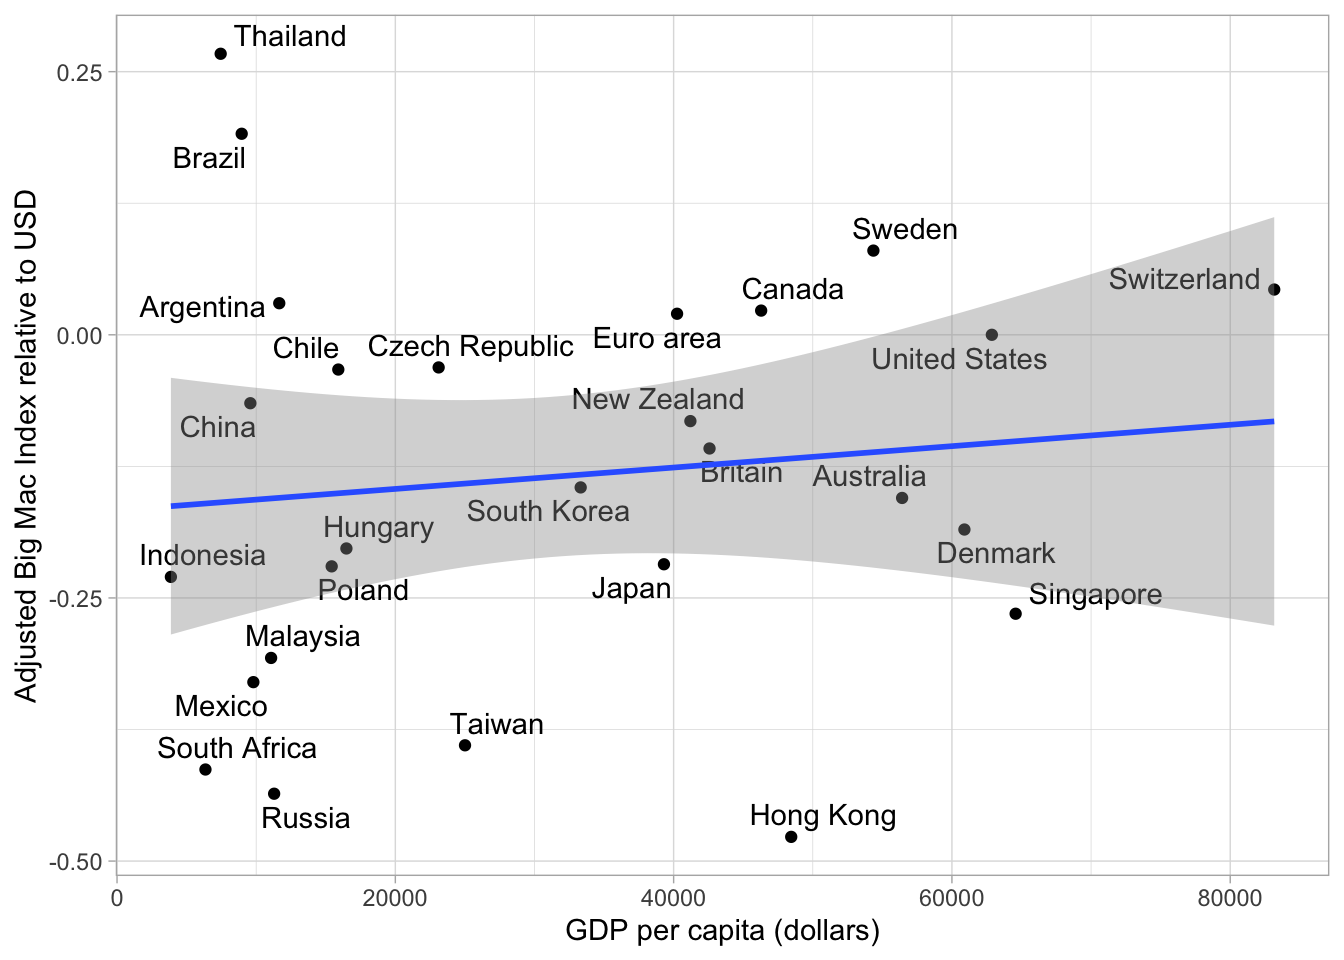 Thailand
0.25
Brazil
Sweden
Switzerland
Canada
Argentina
0.00
Euro area
Czech Republic
Chile
United States
New Zealand
China
Britain
Australia
South Korea
Hungary
Indonesia
Denmark
Poland
Japan
Singapore
-0.25
Malaysia
Mexico
Taiwan
South Africa
Russia
Hong Kong
-0.50
0 20000 40000 60000 80000
GDP per capita (dollars)
Adjusted Big Mac Index relative to USD